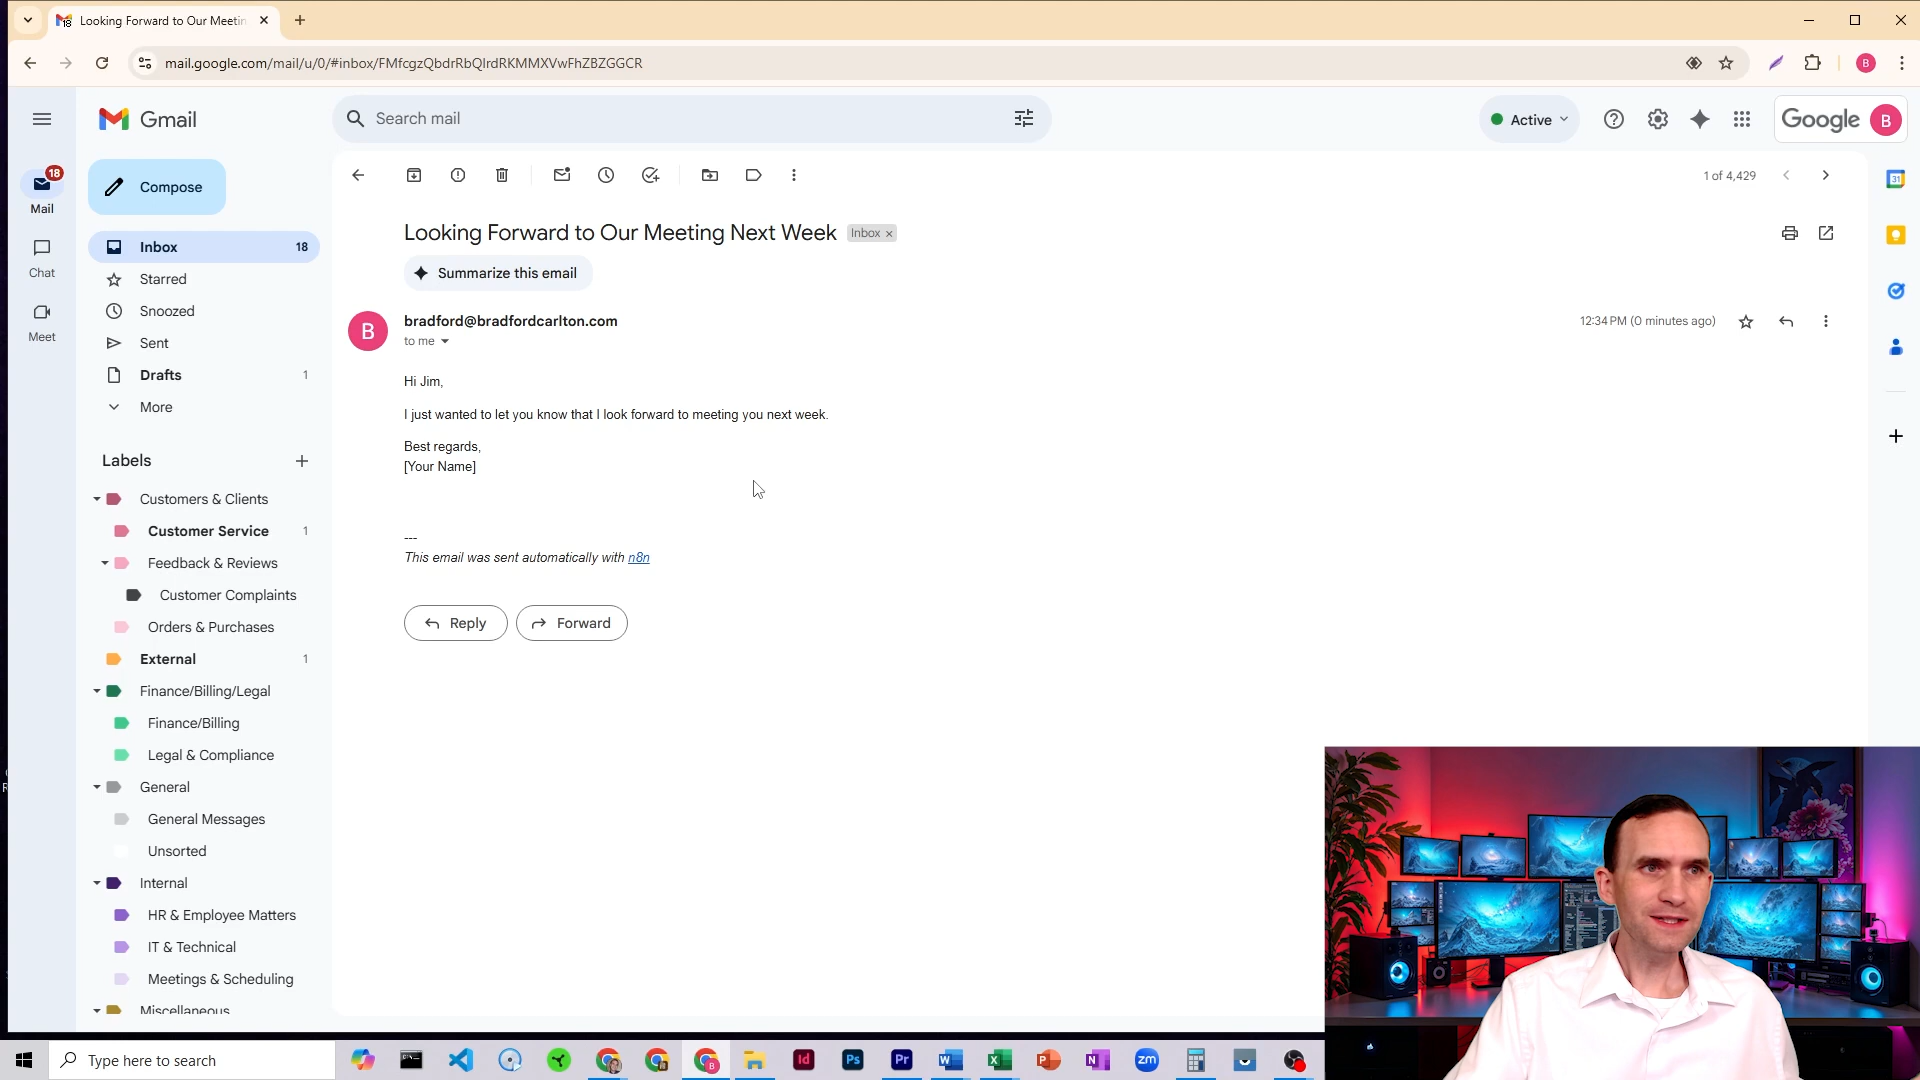 Looking Forward to Our Meetin
mail.google.com/mail/u/0/#inbox/FMfcgzQbdrRbQlrdRKMMXVwFhZBZGGCR
B
Gmail
Search mail
Active
Google
B
18
Mail
Chat
Meet
Compose
Inbox 18
Starred
Snoozed
Sent
Drafts 1
More
Labels
Customers & Clients
Customer Service 1
Feedback & Reviews
Customer Complaints
Orders & Purchases
External 1
Finance/Billing/Legal
Finance/Billing
Legal & Compliance
General
General Messages
Unsorted
Internal
HR & Employee Matters
IT & Technical
Meetings & Scheduling
Miscellaneous
1 of 4,429
Looking Forward to Our Meeting Next Week
Inbox ×
Summarize this email
B
bradford@bradfordcarlton.com
to me
12:34 PM (0 minutes ago)
Hi Jim,
I just wanted to let you know that I look forward to meeting you next week.
Best regards,
[Your Name]
---
This email was sent automatically with n8n
Reply
Forward
31
Type here to search
Id
Ps
Pr
zm